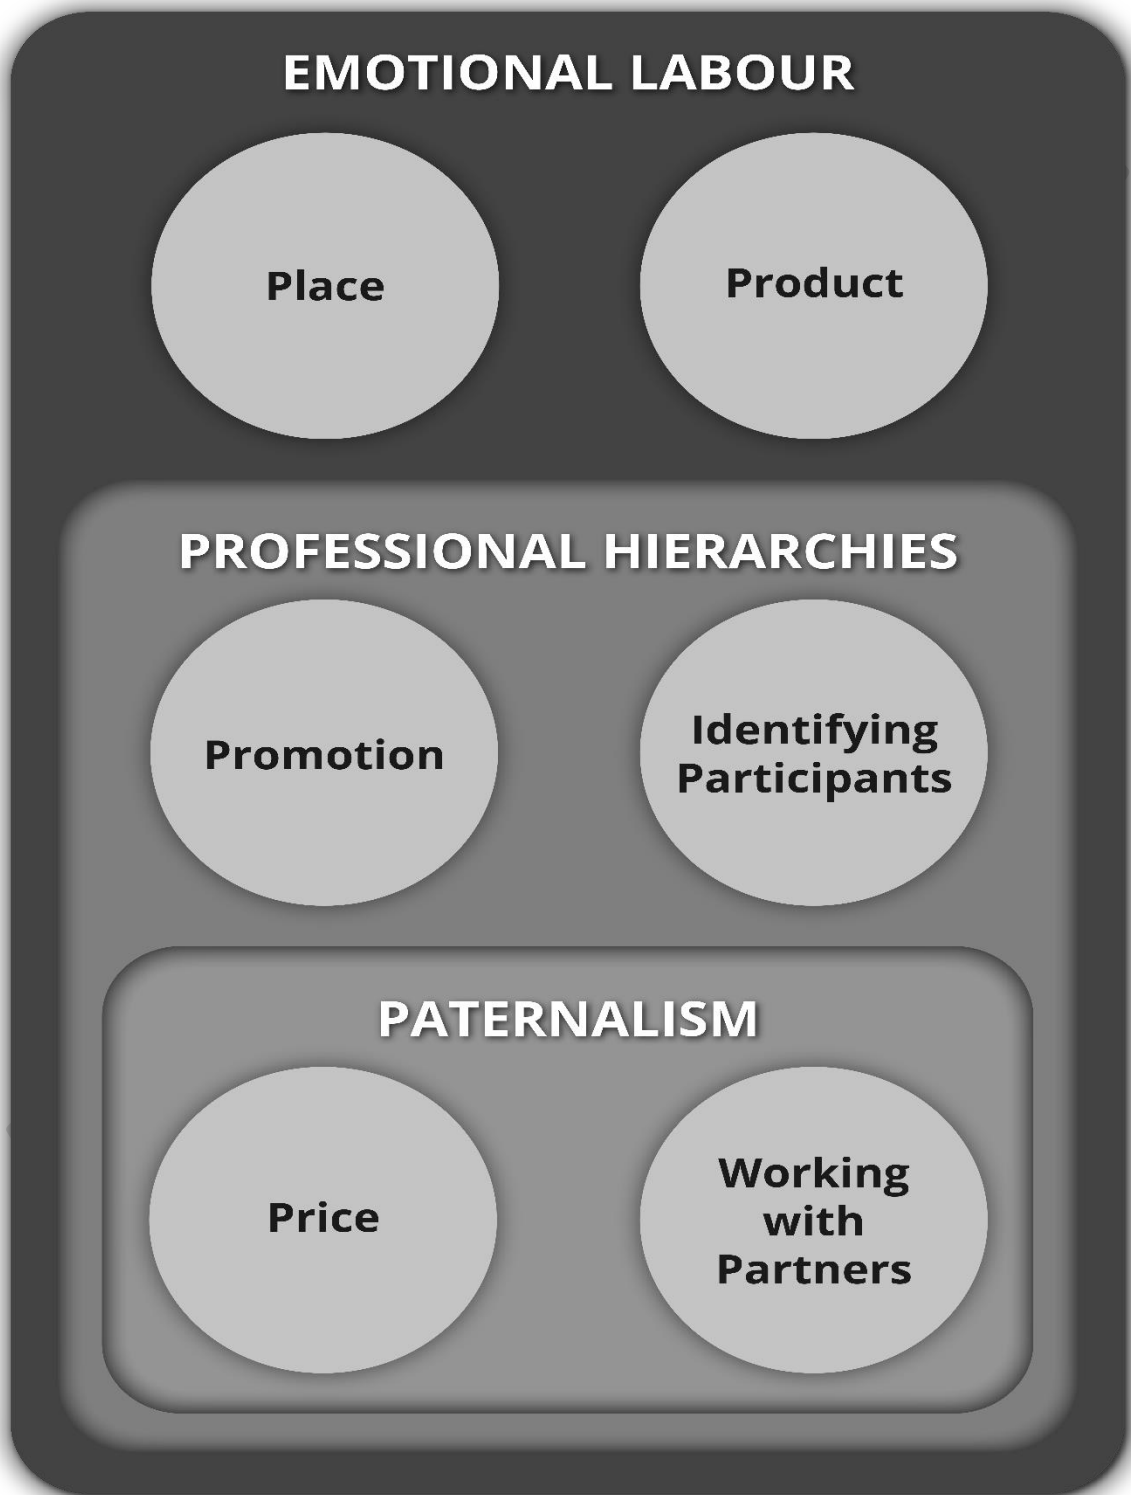 EMOTIONAL LABOUR
Place
Product
PROFESSIONAL HIERARCHIES
Promotion
Identifying
Participants
PATERNALISM
Price
Working
with
Partners